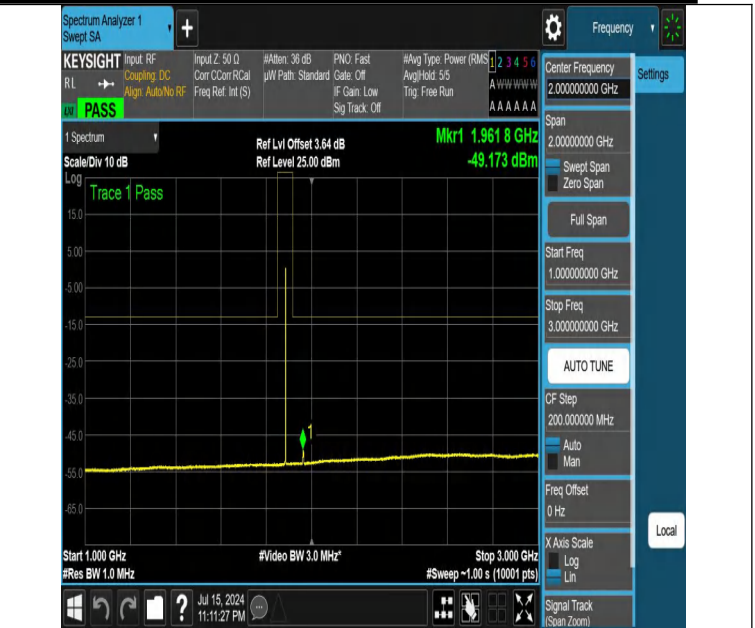 Spectrum Analyzer 1
Swept SA
Frequency
KEYSIGHT
RL
PASS
Input: RF
Coupling: DC
Align: Auto/No RF
Input Z: 50 Ω
Corr CCorr RCal
Freq Ref: Int (S)
#Atten: 36 dB
µW Path: Standard
PNO: Fast
Gate: Off
IF Gain: Low
Sig Track: Off
#Avg Type: Power (RMS
Avg|Hold: 5/5
Trig: Free Run
1 2 3 4 5 6
A W W W W W
A A A A A A
Center Frequency
2.000000000 GHz
Settings
Span
2.00000000 GHz
Swept Span
Zero Span
Full Span
Start Freq
1.000000000 GHz
Stop Freq
3.000000000 GHz
AUTO TUNE
CF Step
200.000000 MHz
Auto
Man
Freq Offset
0 Hz
X Axis Scale
Log
Lin
Signal Track
(Span Zoom)
Local
1 Spectrum
Scale/Div 10 dB
Ref Lvl Offset 3.64 dB
Ref Level 25.00 dBm
Mkr1 1.961 8 GHz
-49.173 dBm
Log
Trace 1 Pass
15.0
5.00
-5.00
-15.0
-25.0
-35.0
-45.0
-55.0
-65.0
1
Start 1.000 GHz
#Res BW 1.0 MHz
#Video BW 3.0 MHz*
Stop 3.000 GHz
#Sweep ~1.00 s (10001 pts)
?
Jul 15, 2024
11:11:27 PM